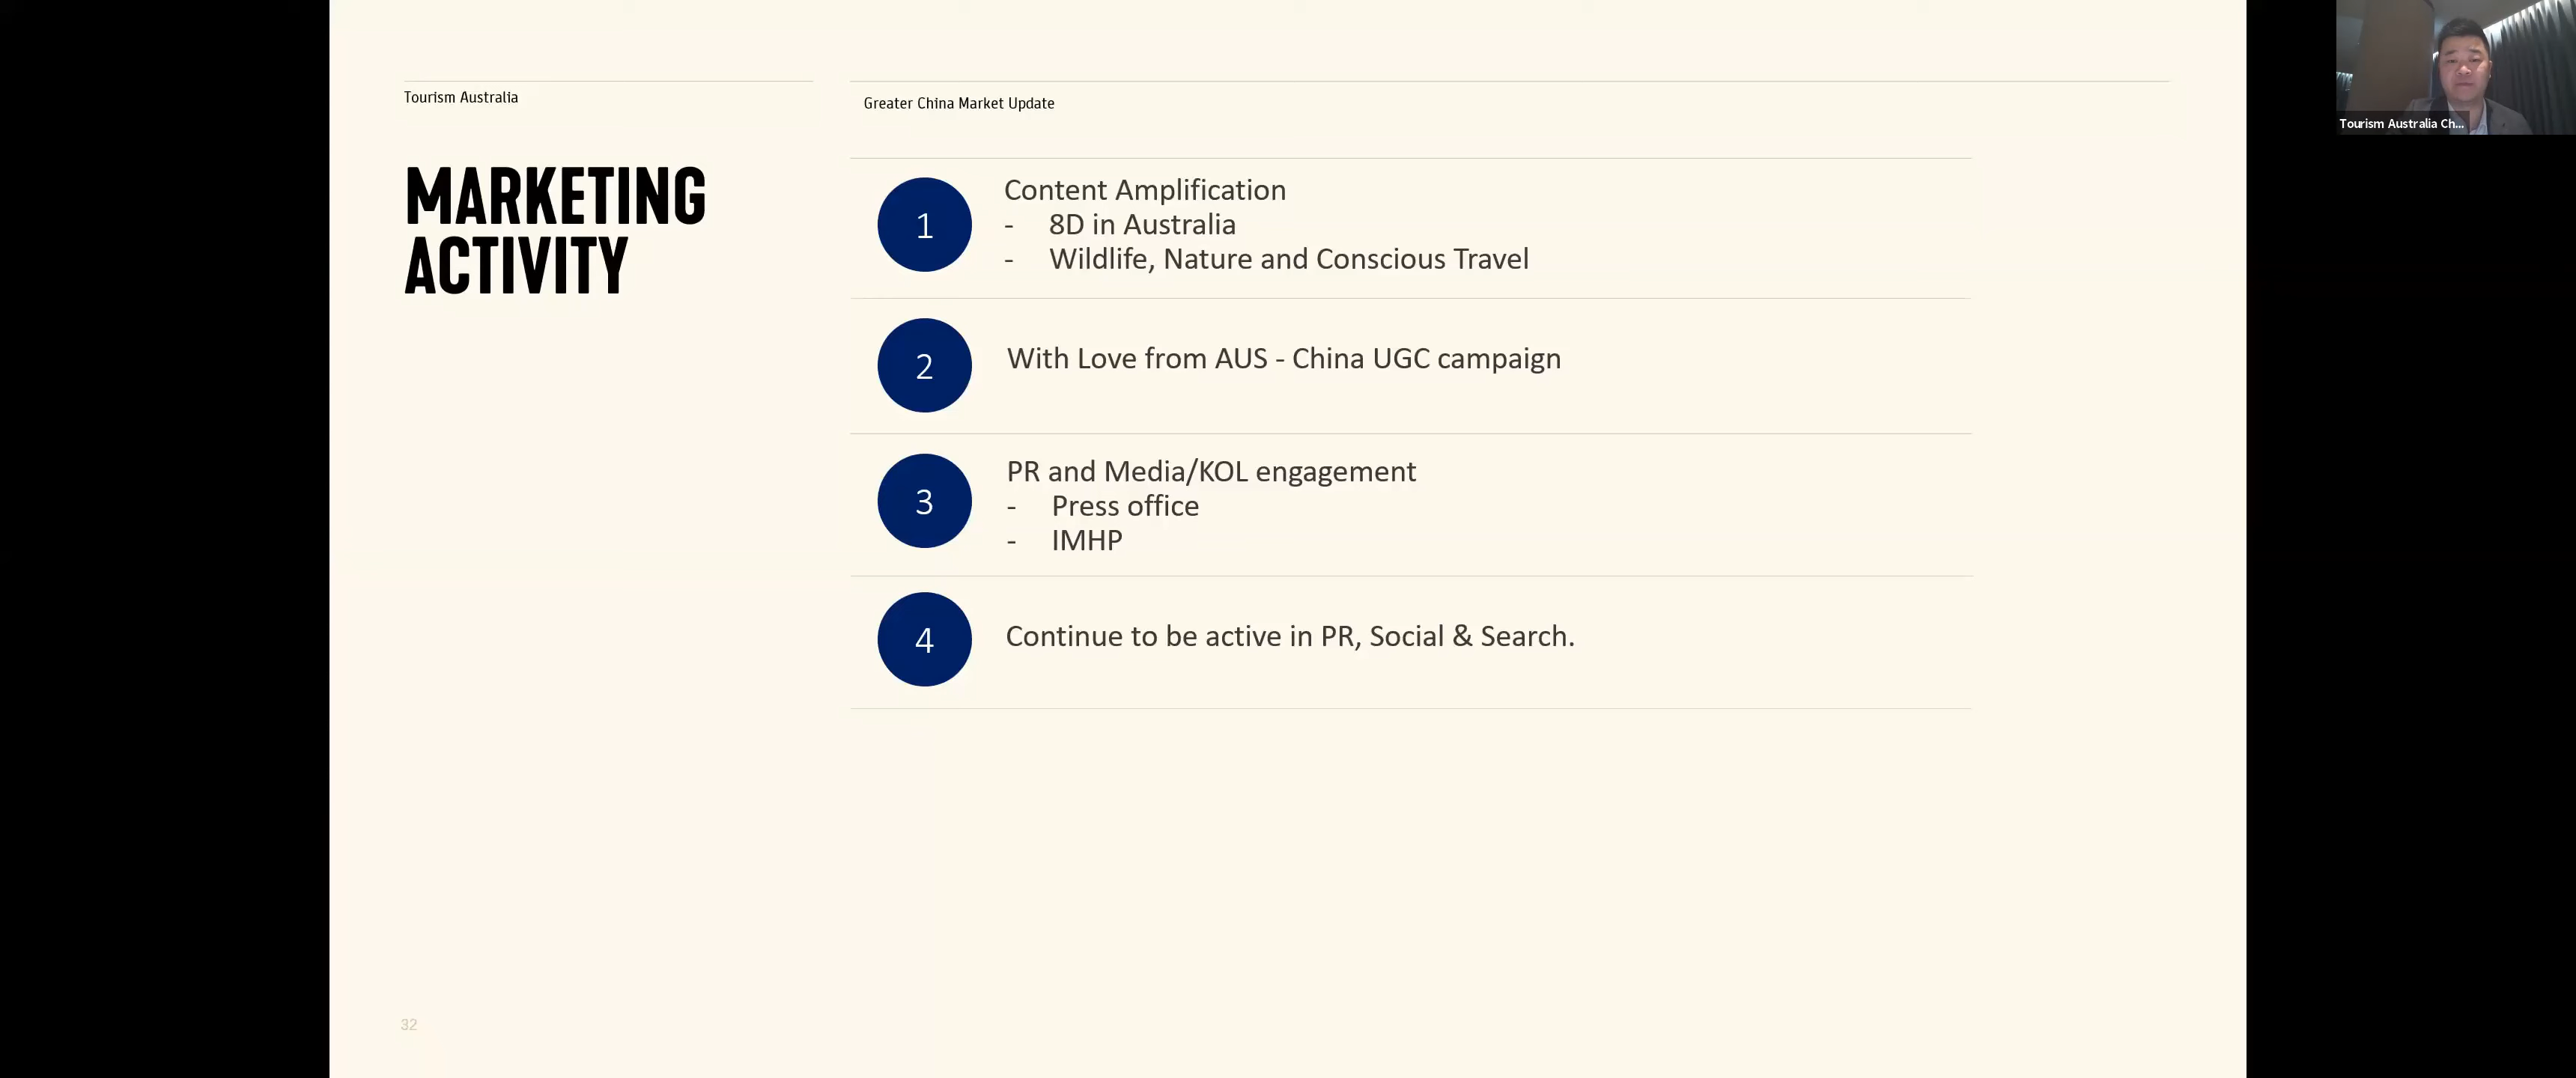 Tourism Australia
Greater China Market Update
MARKETING
ACTIVITY
1
Content Amplification
- 8D in Australia
- Wildlife, Nature and Conscious Travel
2
With Love from AUS - China UGC campaign
3
PR and Media/KOL engagement
- Press office
- IMHP
4
Continue to be active in PR, Social & Search.
32
Tourism Australia Ch...